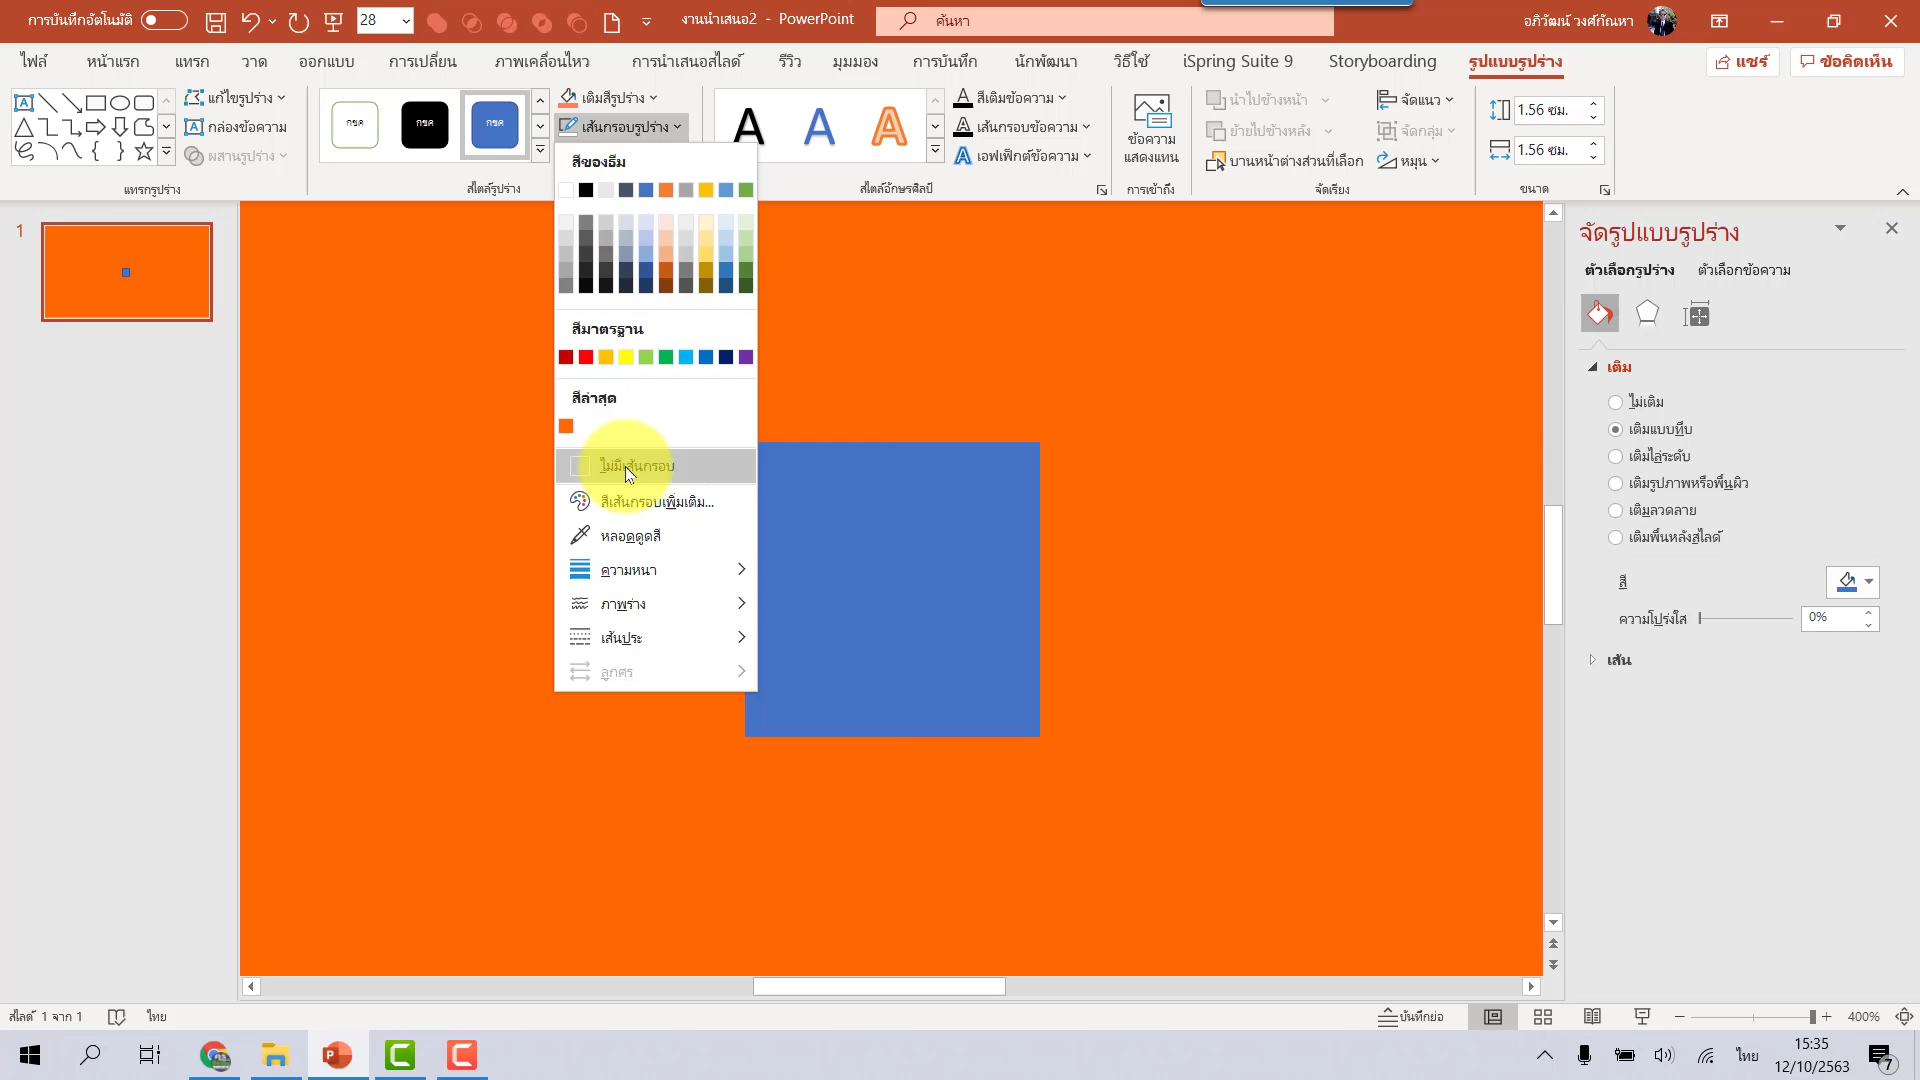 การบันทึกอัตโนมัติ
28
งานนำเสนอ2 - PowerPoint
ค้นหา
อภิวัฒน์ วงศ์กัณหา
ไฟล์ หน้าแรก แทรก วาด ออกแบบ การเปลี่ยน ภาพเคลื่อนไหว การนำเสนอสไลด์ รีวิว มุมมอง การบันทึก นักพัฒนา วิธีใช้ iSpring Suite 9 Storyboarding รูปแบบรูปร่าง แชร์ ข้อคิดเห็น
แก้ไขรูปร่าง
กล่องข้อความ
ผสานรูปร่าง
แทรกรูปร่าง
กขค กขค กขค
สไตล์รูปร่าง
เติมสีรูปร่าง
เส้นกรอบรูปร่าง
A A A
สไตล์อักษรศิลป์
สีเติมข้อความ
เส้นกรอบข้อความ
เอฟเฟ็กต์ข้อความ
ข้อความ
แสดงแทน
การเข้าถึง
นำไปข้างหน้า
ย้ายไปข้างหลัง
บานหน้าต่างส่วนที่เลือก
จัดแนว
จัดกลุ่ม
หมุน
จัดเรียง
1.56 ซม.
1.56 ซม.
ขนาด
สีของธีม
สีมาตรฐาน
สีล่าสุด
ไม่มีเส้นกรอบ
สีเส้นกรอบเพิ่มเติม...
หลอดดูดสี
ความหนา
ภาพร่าง
เส้นประ
ลูกศร
1
จัดรูปแบบรูปร่าง
ตัวเลือกรูปร่าง ตัวเลือกข้อความ
เติม
ไม่เติม
เติมแบบทึบ
เติมไล่ระดับ
เติมรูปภาพหรือพื้นผิว
เติมลวดลาย
เติมพื้นหลังสไลด์
สี
ความโปร่งใส 0%
เส้น
สไลด์ 1 จาก 1 ไทย
บันทึกย่อ
400%
ไทย
15:35
12/10/2563
7